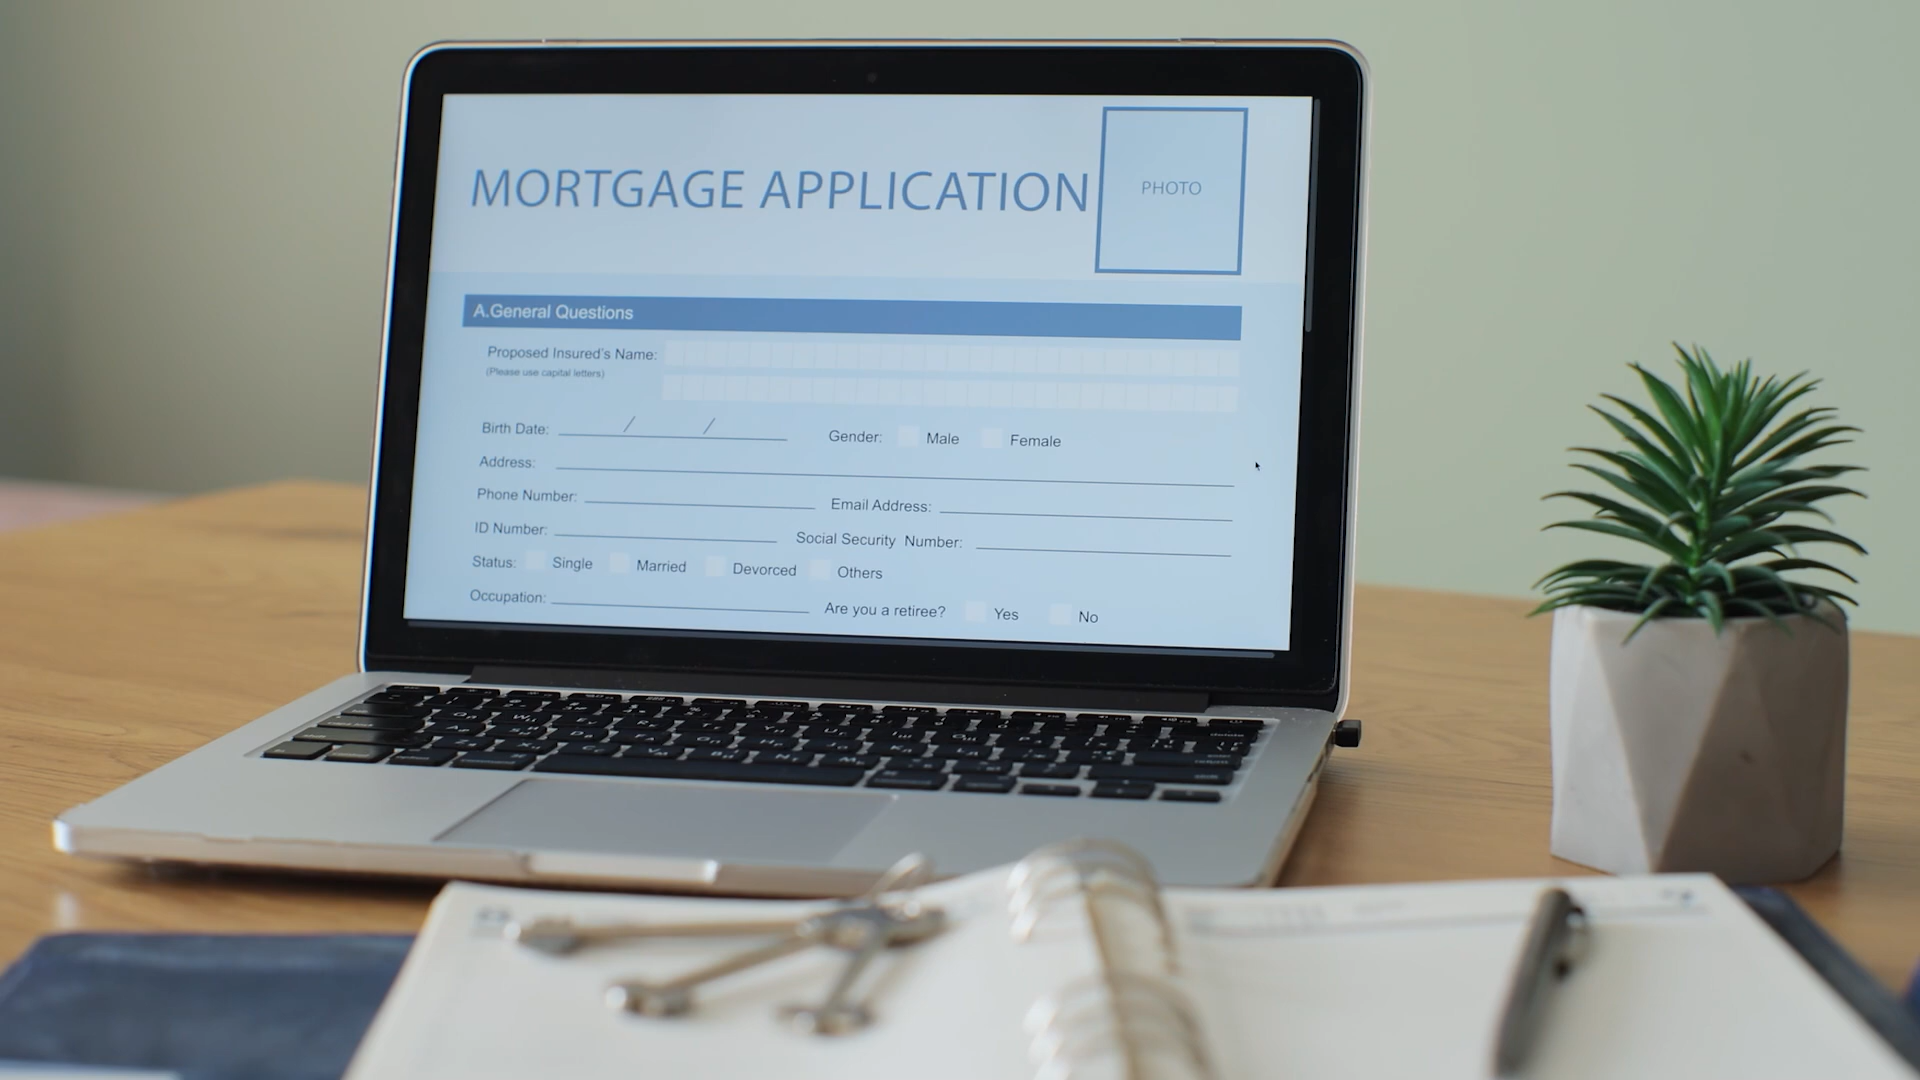 MORTGAGE APPLICATION
PHOTO
A.General Questions
Proposed Insured's Name:
(Please use capital letters)
Birth Date: / / Gender: Male Female
Address:
Phone Number: Email Address:
ID Number: Social Security Number:
Status: Single Married Devorced Others
Occupation: Are you a retiree? Yes No